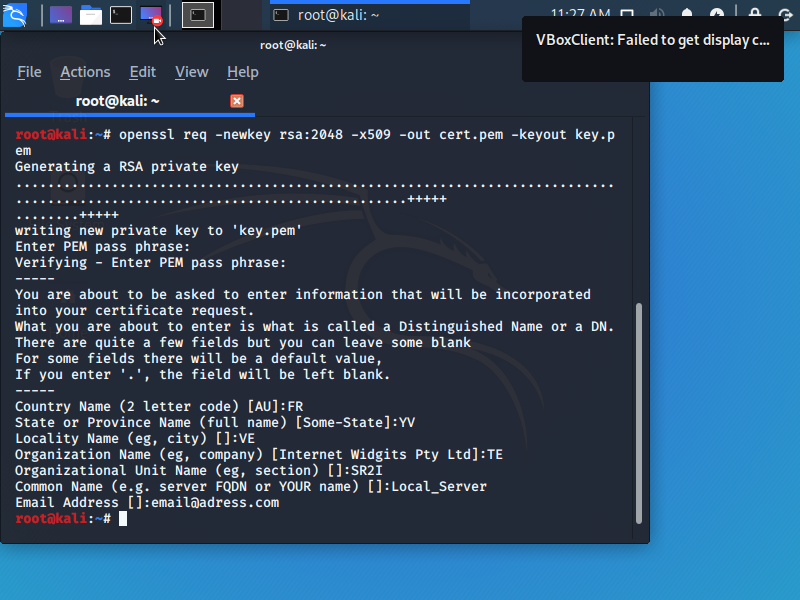 root@kali: ~
11:27 AM
root@kali: ~
VBoxClient: Failed to get display c...
File Actions Edit View Help
root@kali: ~
root@kali:~# openssl req -newkey rsa:2048 -x509 -out cert.pem -keyout key.p
em
Generating a RSA private key
...........................................................................
.................................................+++++
........+++++
writing new private key to 'key.pem'
Enter PEM pass phrase:
Verifying - Enter PEM pass phrase:
-----
You are about to be asked to enter information that will be incorporated
into your certificate request.
What you are about to enter is what is called a Distinguished Name or a DN.
There are quite a few fields but you can leave some blank
For some fields there will be a default value,
If you enter '.', the field will be left blank.
-----
Country Name (2 letter code) [AU]:FR
State or Province Name (full name) [Some-State]:YV
Locality Name (eg, city) []:VE
Organization Name (eg, company) [Internet Widgits Pty Ltd]:TE
Organizational Unit Name (eg, section) []:SR2I
Common Name (e.g. server FQDN or YOUR name) []:Local_Server
Email Address []:email@adress.com
root@kali:~#